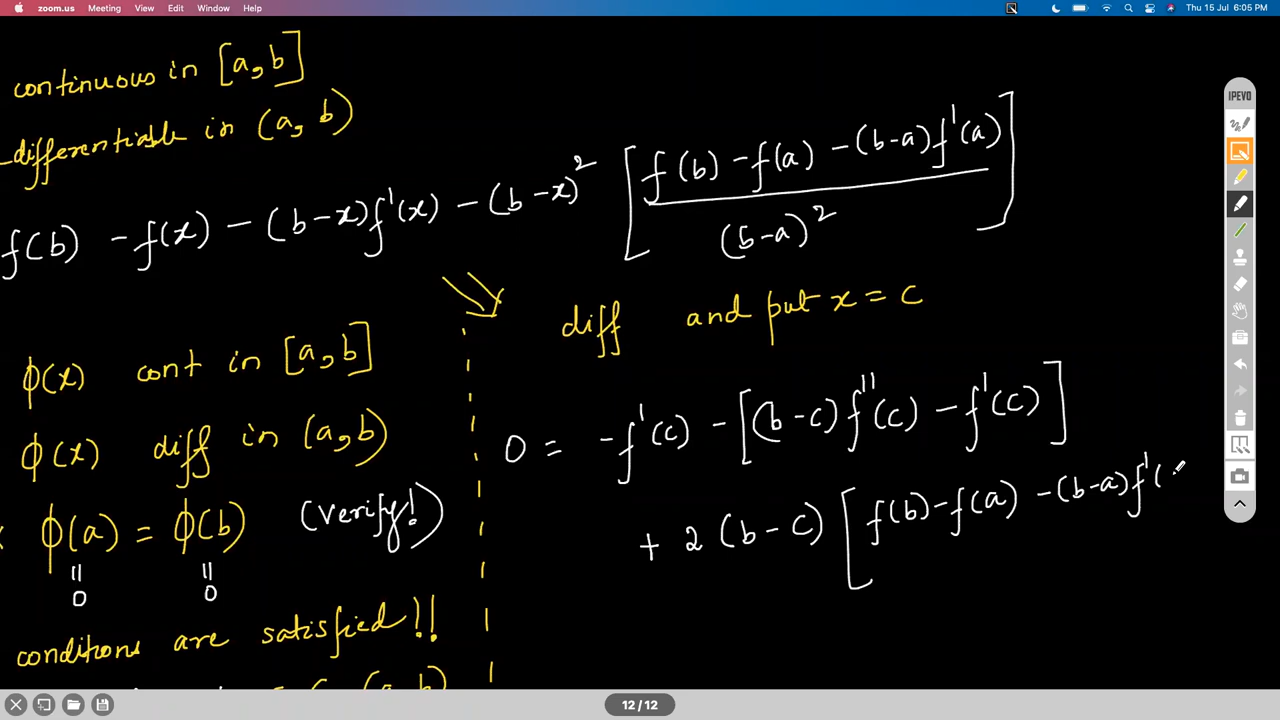 zoom.us Meeting View Edit Window Help Thu 15 Jul 6:05 PM
continuous in [a, b]
differentiable in (a, b)
f(b) - f(x) - (b-x)f'(x) - (b-x)² [f(b) - f(a) - (b-a)f'(a) / (b-a)²]
diff and put x = c
ϕ(x) cont in [a, b]
ϕ(x) diff in (a, b)
ϕ(a) = ϕ(b) (verify!)
॥ ॥
0 0
conditions are satisfied!!
(a, b)
0 = -f'(c) - [(b-c)f''(c) - f'(c)]
+ 2(b-c) [f(b) - f(a) - (b-a)f'(
IPEVO
12/12